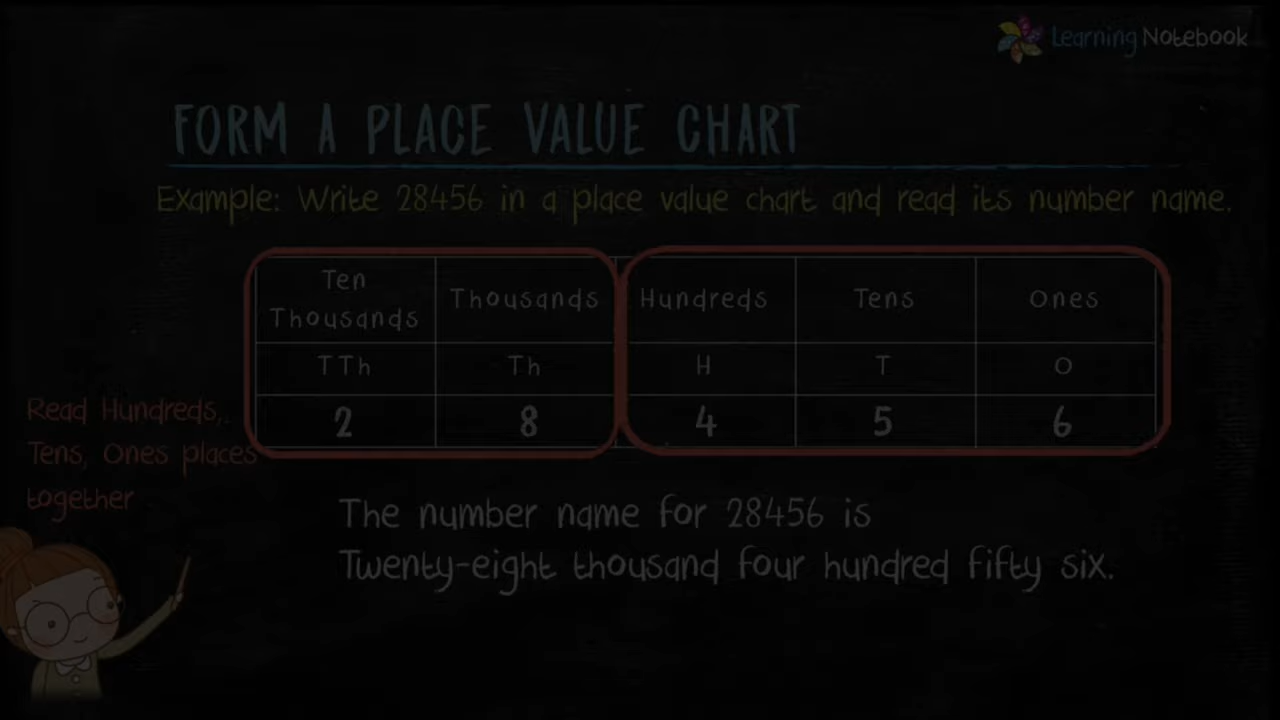 Learning Notebook
FORM A PLACE VALUE CHART
Example: Write 28456 in a place value chart and read its number name.
Ten Thousands Thousands Hundreds Tens Ones
TTh Th H T O
2 8 4 5 6
Read Hundreds,
Tens, Ones places
together
The number name for 28456 is
Twenty-eight thousand four hundred fifty six.